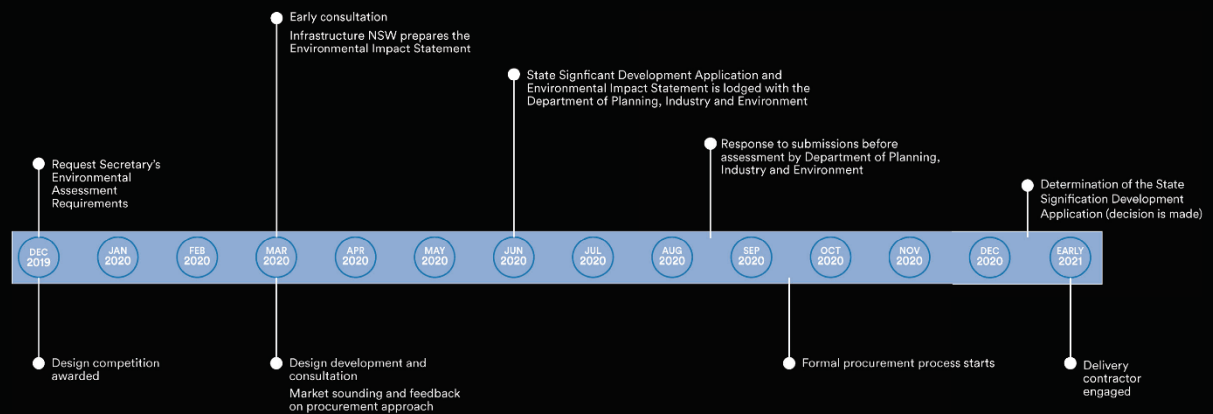 Early consultation
Infrastructure NSW prepares the
Environmental Impact Statement
State Signficant Development Application and
Environmental Impact Statement is lodged with the
Department of Planning, Industry and Environment
Response to submissions before
assessment by Department of Planning,
Industry and Environment
Request Secretary's
Environmental
Assessment
Requirements
Determination of the State
Signification Development
Application (decision is made)
DEC
2019
JAN
2020
FEB
2020
MAR
2020
APR
2020
MAY
2020
JUN
2020
JUL
2020
AUG
2020
SEP
2020
OCT
2020
NOV
2020
DEC
2020
EARLY
2021
Design competition
awarded
Design development and
consultation
Market sounding and feedback
on procurement approach
Formal procurement process starts
Delivery
contractor
engaged